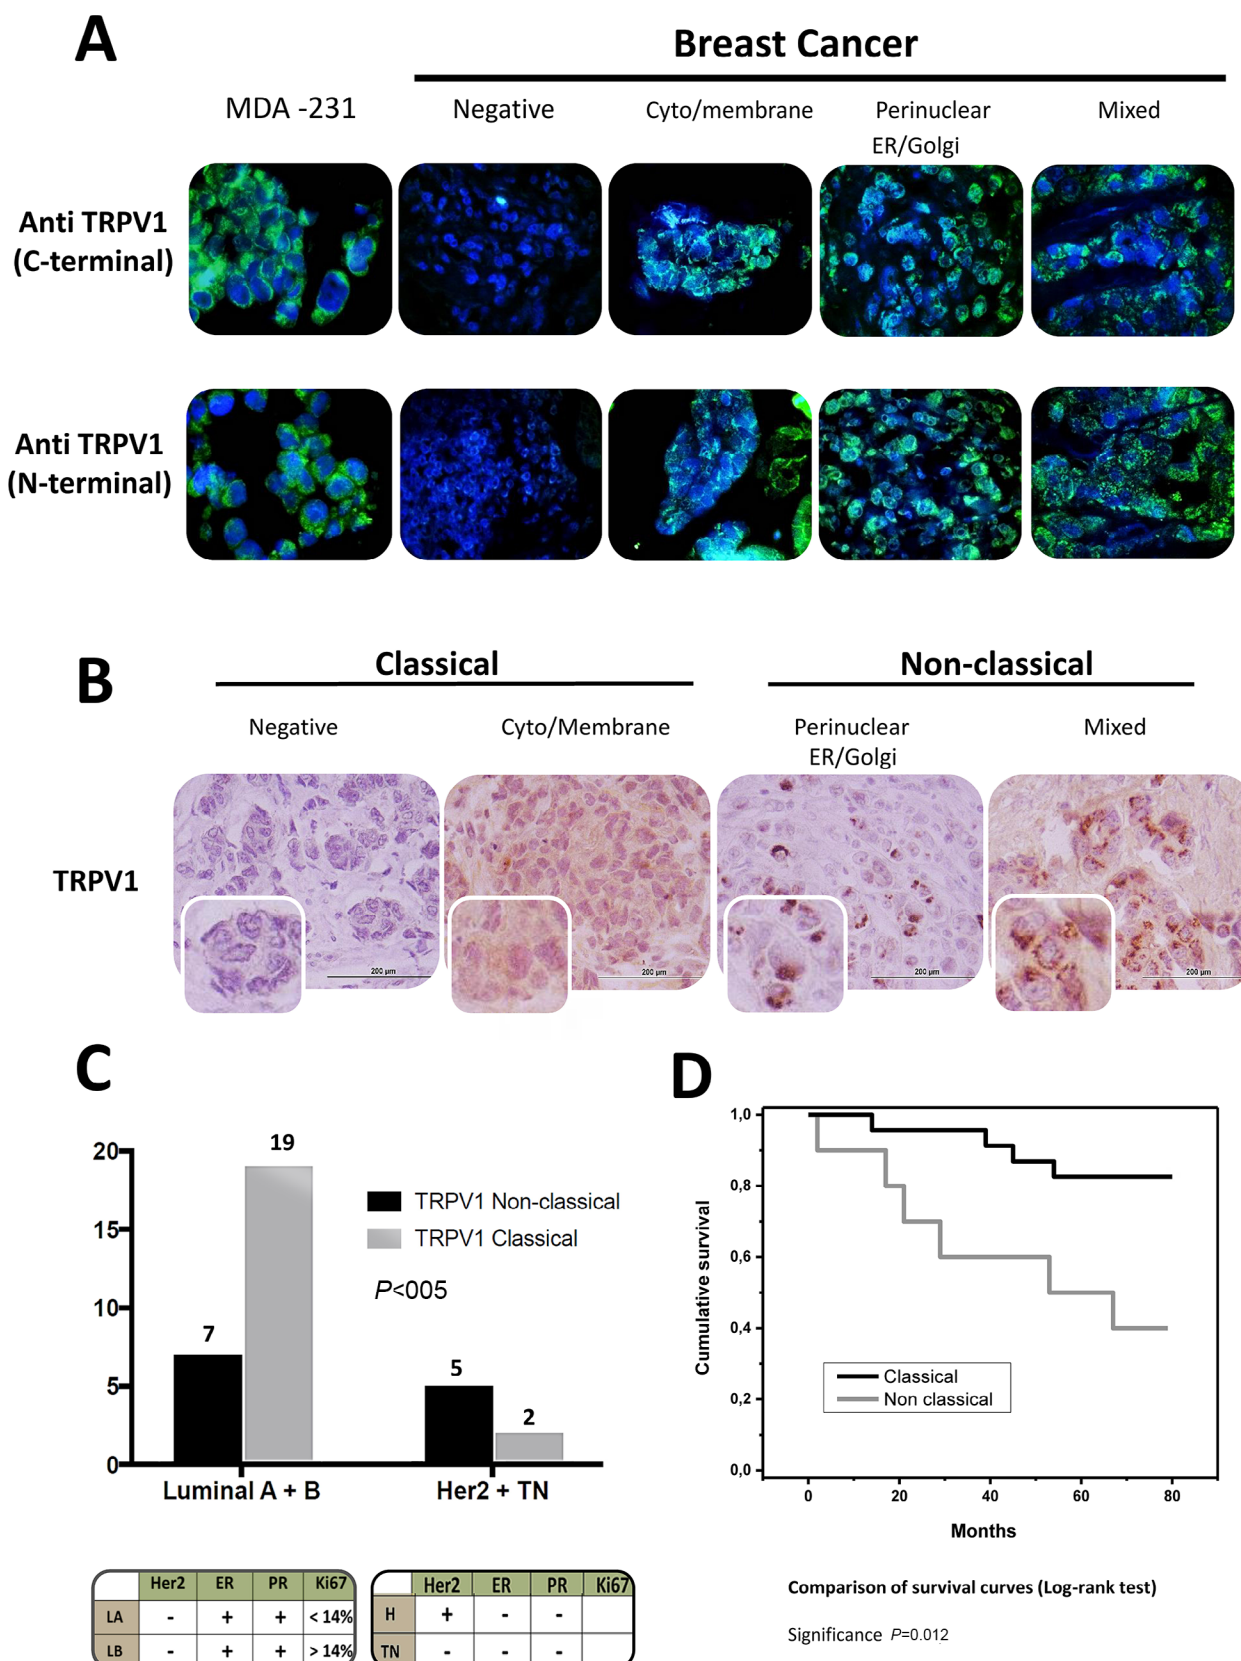 A
Breast Cancer
MDA -231
Negative
Cyto/membrane
Perinuclear
ER/Golgi
Mixed
Anti TRPV1
(C-terminal)
Anti TRPV1
(N-terminal)
B
Classical
Non-classical
Negative
Cyto/Membrane
Perinuclear
ER/Golgi
Mixed
TRPV1
200 µm
200 µm
200 µm
200 µm
C
20
15
10
5
0
7
19
5
2
TRPV1 Non-classical
TRPV1 Classical
P<005
Luminal A + B
Her2 + TN
Her2 ER PR Ki67
LA - + + < 14%
LB - + + > 14%
Her2 ER PR Ki67
H + - -
TN - - -
D
Cumulative survival
1,0
0,8
0,6
0,4
0,2
0,0
Classical
Non classical
0 20 40 60 80
Months
Comparison of survival curves (Log-rank test)
Significance P=0.012